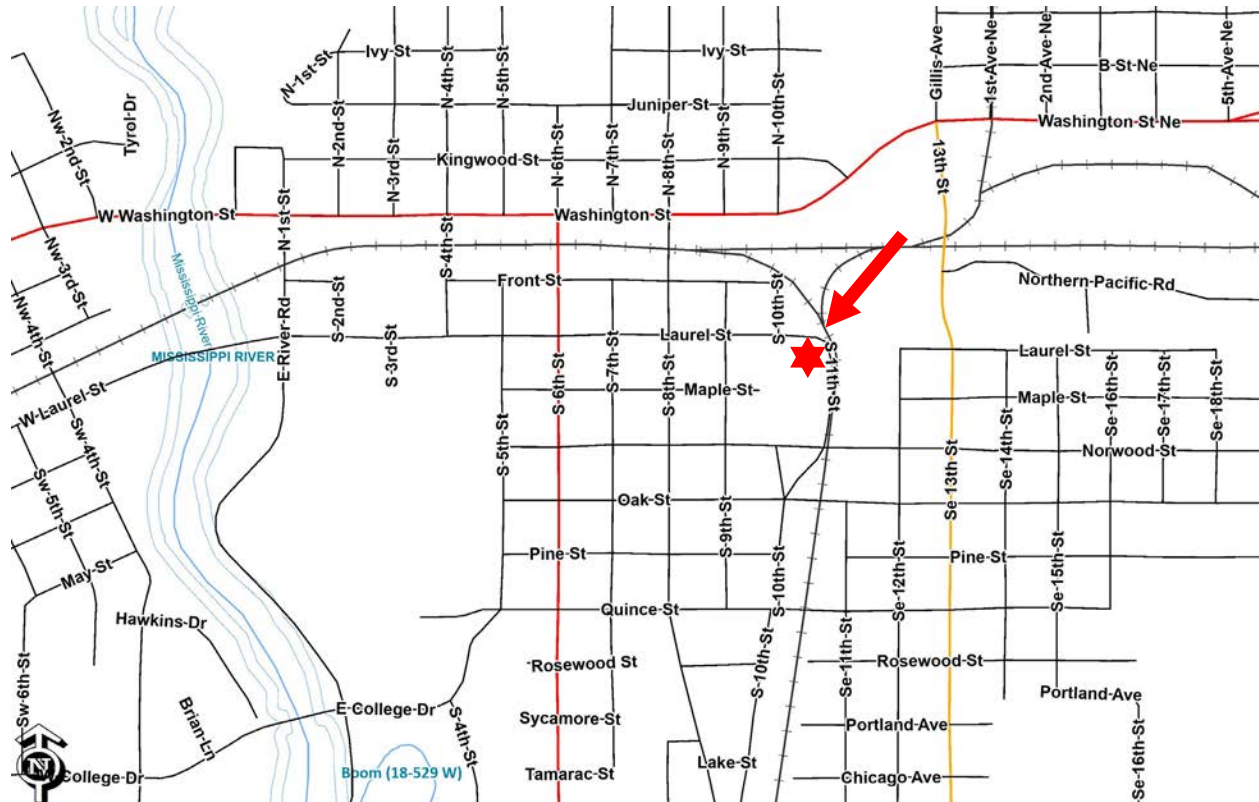 Ivy St
Ivy St
N-1st-St
N-4th-St
N-5th-St
Gillis-Ave
1st-Ave-Ne
2nd-Ave-Ne
B-St-Ne
5th-Ave-Ne
Juniper-St
N-10th-St
Washington-St-Ne
Nw-2nd-St
Tyrol-Dr
N-2nd-St
N-3rd-St
Kingwood-St
N-6th-St
N-7th-St
N-8th-St
N-9th-St
13th-St
W-Washington-St
N-1st-St
Washington-St
Nw-3rd-St
Mississippi-River
S-4th-St
Front-St
S-10th-St
Northern-Pacific-Rd
Nw-4th-St
E-River-Rd
S-2nd-St
S-3rd-St
Laurel-St
MISSISSIPPI RIVER
Laurel-St
W-Laurel-St
S-6th-St
S-7th-St
S-8th-St
Maple-St
S-11th-St
Maple-St
Se-16th-St
Se-17th-St
Se-18th-St
Sw-4th-St
S-5th-St
Se-14th-St
Norwood-St
Sw-5th-St
Oak-St
Se-13th-St
May-St
Pine-St
S-9th-St
S-10th-St
Se-12th-St
Pine-St
Se-15th-St
Hawkins-Dr
Quince-St
Sw-6th-St
Rosewood St
S-10th-St
Se-11th-St
Rosewood-St
Brian-Ln
E-College-Dr
S-4th-St
Sycamore-St
Portland-Ave
Portland-Ave
Se-16th-St
N
College-Dr
Boom (18-529 W)
Tamarac-St
Lake-St
Chicago-Ave